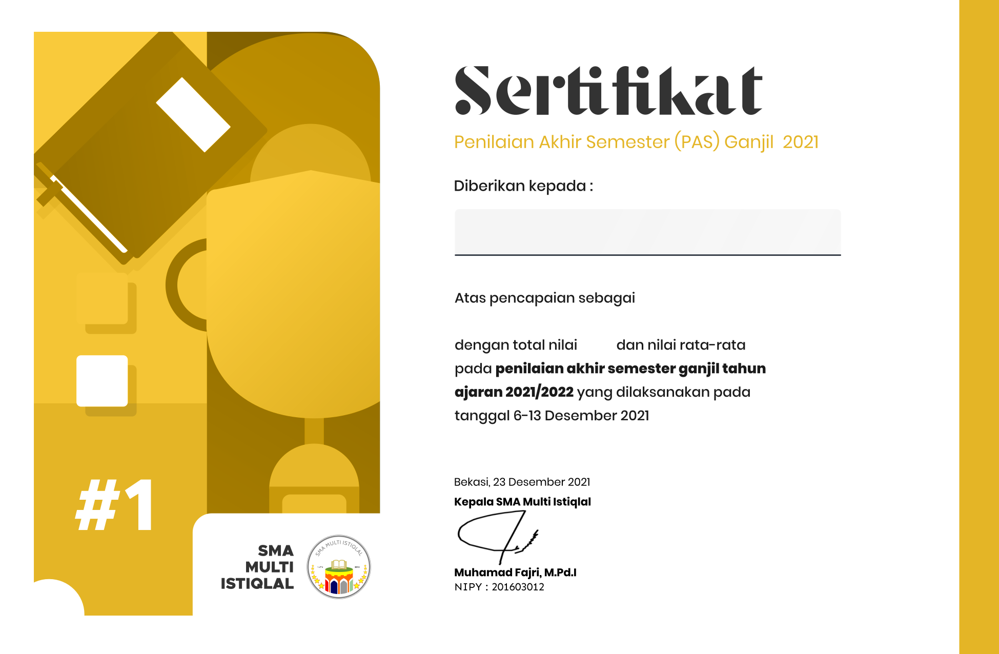 Sertifikat
Penilaian Akhir Semester (PAS) Ganjil 2021
Diberikan kepada :
Atas pencapaian sebagai
dengan total nilai dan nilai rata-rata
pada penilaian akhir semester ganjil tahun
ajaran 2021/2022 yang dilaksanakan pada
tanggal 6-13 Desember 2021
Bekasi, 23 Desember 2021
Kepala SMA Multi Istiqlal
Muhamad Fajri, M.Pd.I
NIPY : 201603012
#1
SMA
MULTI
ISTIQLAL
SMA MULTI ISTIQLAL
2012